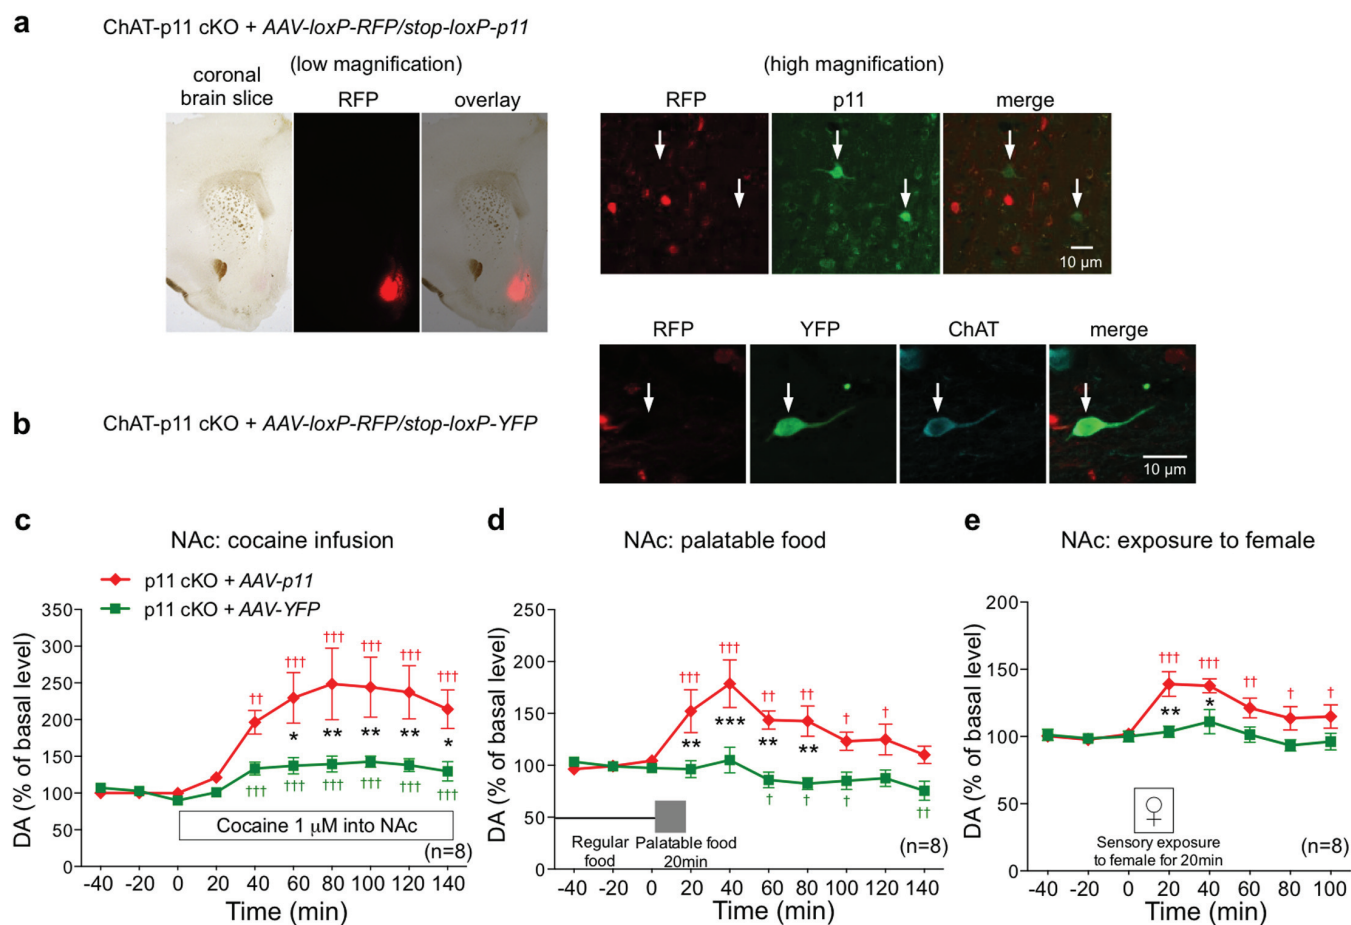 a
ChAT-p11 cKO + AAV-loxP-RFP/stop-loxP-p11
(low magnification)
coronal
brain slice
RFP
overlay
(high magnification)
RFP
p11
merge
10 µm
b
ChAT-p11 cKO + AAV-loxP-RFP/stop-loxP-YFP
RFP
YFP
ChAT
merge
10 µm
c
NAc: cocaine infusion
p11 cKO + AAV-p11
p11 cKO + AAV-YFP
DA (% of basal level)
350
300
250
200
150
100
50
0
†† ††† ††† ††† ††† †††
* ** ** ** *
††† ††† ††† ††† ††† †††
Cocaine 1 µM into NAc
(n=8)
-40 -20 0 20 40 60 80 100 120 140
Time (min)
d
NAc: palatable food
DA (% of basal level)
250
200
150
100
50
0
††† ††† †† †† † †
** *** ** **
† † † ††
Regular
food
Palatable food
20min
(n=8)
-40 -20 0 20 40 60 80 100 120 140
Time (min)
e
NAc: exposure to female
DA (% of basal level)
200
150
100
50
0
††† ††† †† † †
** *
♀
Sensory exposure
to female for 20min
(n=8)
-40 -20 0 20 40 60 80 100
Time (min)